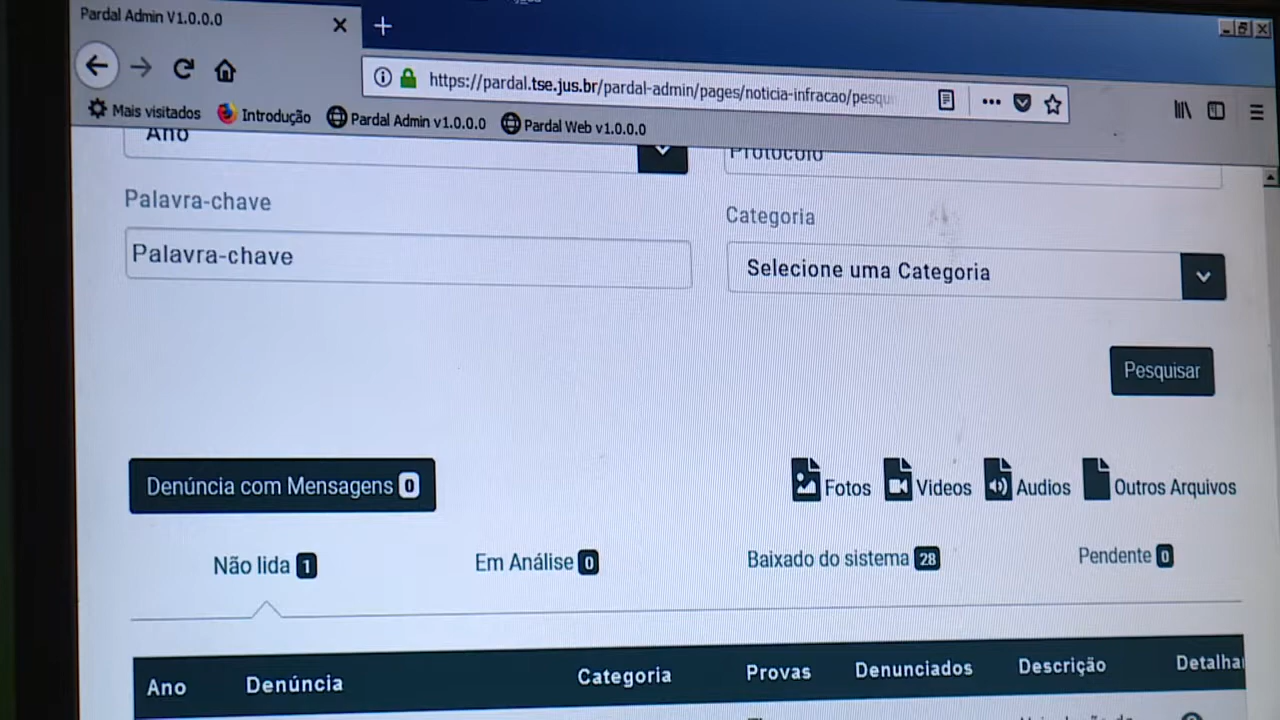 Pardal Admin V1.0.0.0
https://pardal.tse.jus.br/pardal-admin/pages/noticia-infracao/pesqu
Mais visitados Introdução Pardal Admin v1.0.0.0 Pardal Web v1.0.0.0
Ano Protocolo
Palavra-chave Categoria
Palavra-chave Selecione uma Categoria
Pesquisar
Denúncia com Mensagens 0 Fotos Videos Audios Outros Arquivos
Não lida 1 Em Análise 0 Baixado do sistema 28 Pendente 0
Ano Denúncia Categoria Provas Denunciados Descrição Detalhar